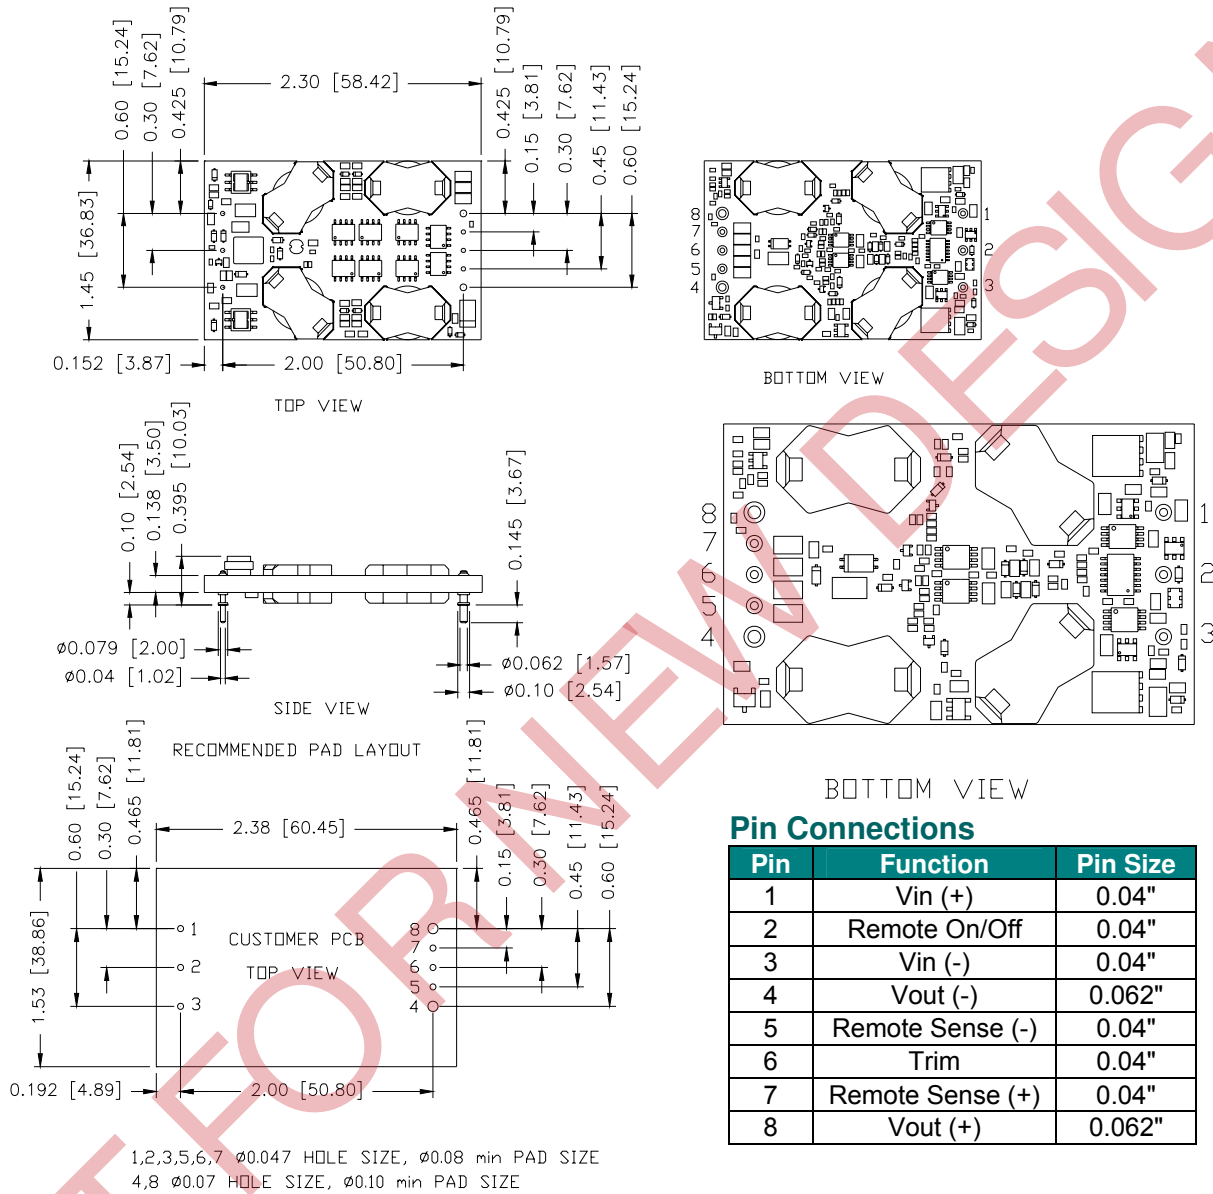 0.60 [15.24]
0.30 [7.62]
0.425 [10.79]
2.30 [58.42]
0.425 [10.79]
0.15 [3.81]
0.30 [7.62]
0.45 [11.43]
0.60 [15.24]
1.45 [36.83]
0.152 [3.87]
2.00 [50.80]
TOP VIEW
8
7
6
5
4
1
2
3
BOTTOM VIEW
0.10 [2.54]
0.138 [3.50]
0.395 [10.03]
0.145 [3.67]
ø0.079 [2.00]
ø0.04 [1.02]
ø0.062 [1.57]
ø0.10 [2.54]
SIDE VIEW
8
7
6
5
4
1
2
3
BOTTOM VIEW
RECOMMENDED PAD LAYOUT
0.60 [15.24]
0.30 [7.62]
0.465 [11.81]
2.38 [60.45]
0.465 [11.81]
0.15 [3.81]
0.30 [7.62]
0.45 [11.43]
0.60 [15.24]
1.53 [38.86]
1
2
3
CUSTOMER PCB
TOP VIEW
8
7
6
5
4
0.192 [4.89]
2.00 [50.80]
1,2,3,5,6,7 ø0.047 HOLE SIZE, ø0.08 min PAD SIZE
4,8 ø0.07 HOLE SIZE, ø0.10 min PAD SIZE
Pin Connections
Pin Function Pin Size
1 Vin (+) 0.04"
2 Remote On/Off 0.04"
3 Vin (-) 0.04"
4 Vout (-) 0.062"
5 Remote Sense (-) 0.04"
6 Trim 0.04"
7 Remote Sense (+) 0.04"
8 Vout (+) 0.062"
T FOR NEW DESIG